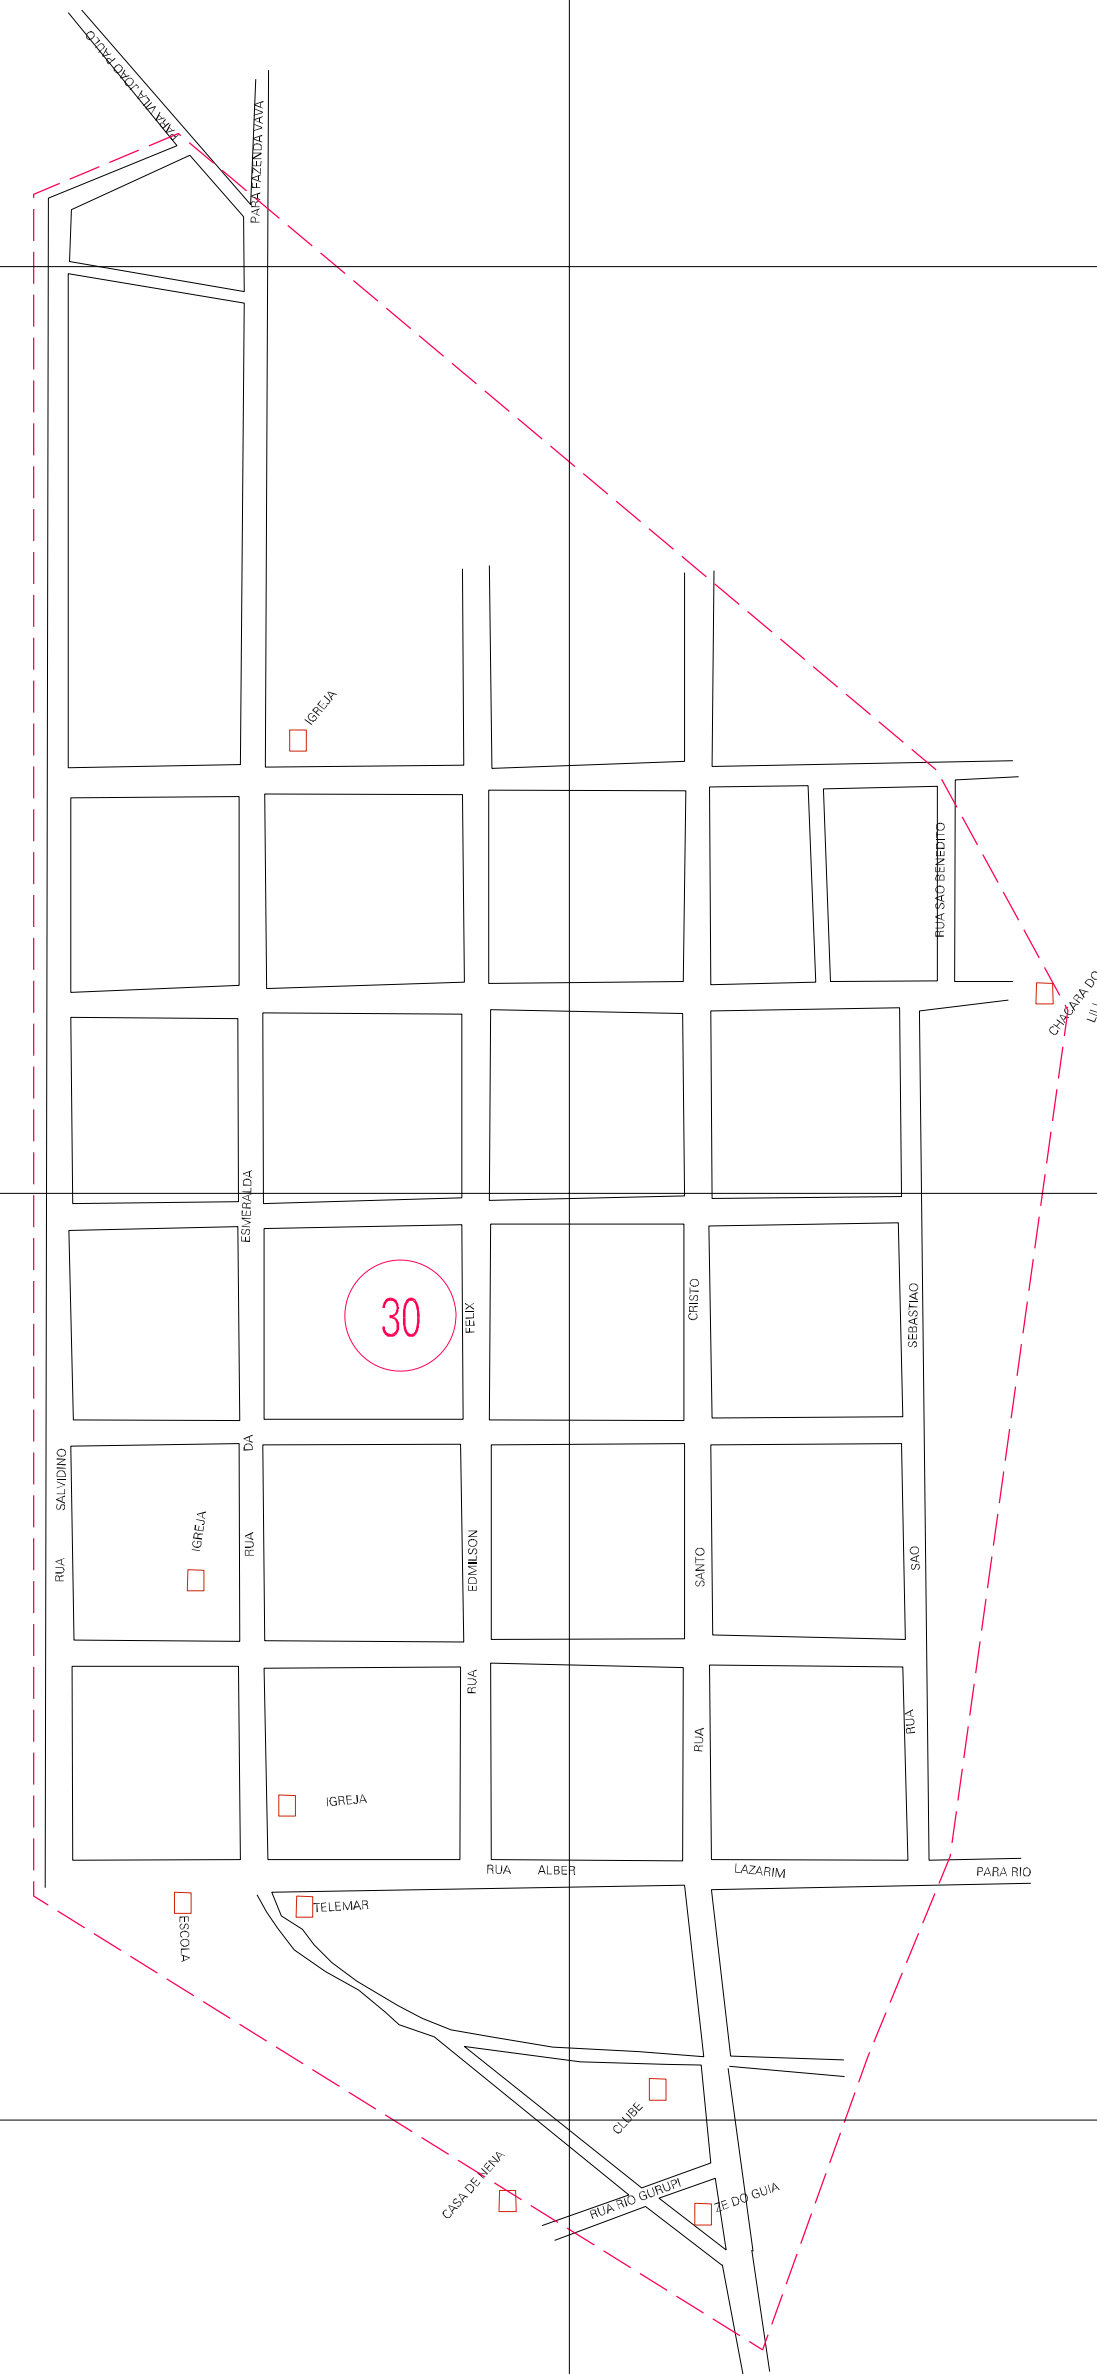 PARA VILA JOAO PAULO
PARA FAZENDA VAVA
IGREJA
RUA SAO BENEDITO
CHACARA DO
RUA SALVIDINO
RUA DA ESMERALDA
30
RUA EDMILSON FELIX
RUA SANTO CRISTO
RUA SAO SEBASTIAO
IGREJA
IGREJA
RUA ALBER LAZARIM
PARA RIO
ESCOLA
TELEMAR
CLUBE
CASA DE NENA
RUA RIO GURUPI
ZE DO GUIA